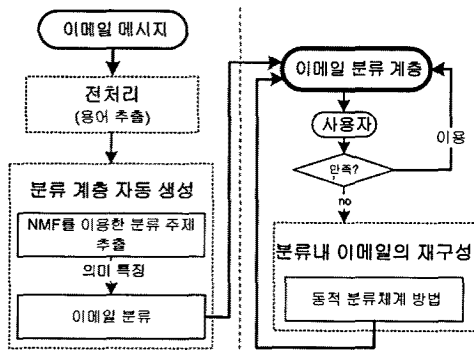 이메일 메시지
전처리
(용어 추출)
분류 계층 자동 생성
NMF를 이용한 분류 주제
추출
의미 특징
이메일 분류
이메일 분류 계층
사용자
만족?
이용
no
분류내 이메일의 재구성
동적 분류체계 방법